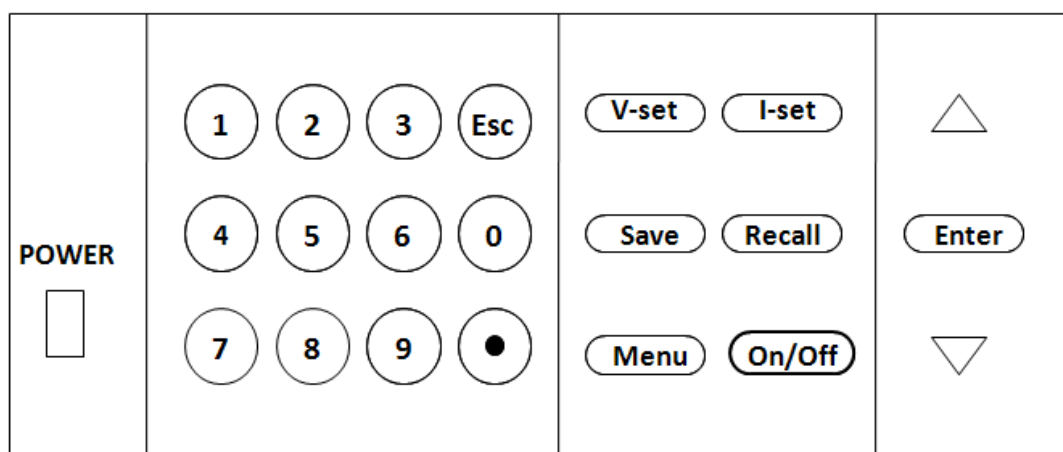 1 2 3 Esc V-set I-set
4 5 6 0 Save Recall Enter
POWER
7 8 9 Menu On/Off